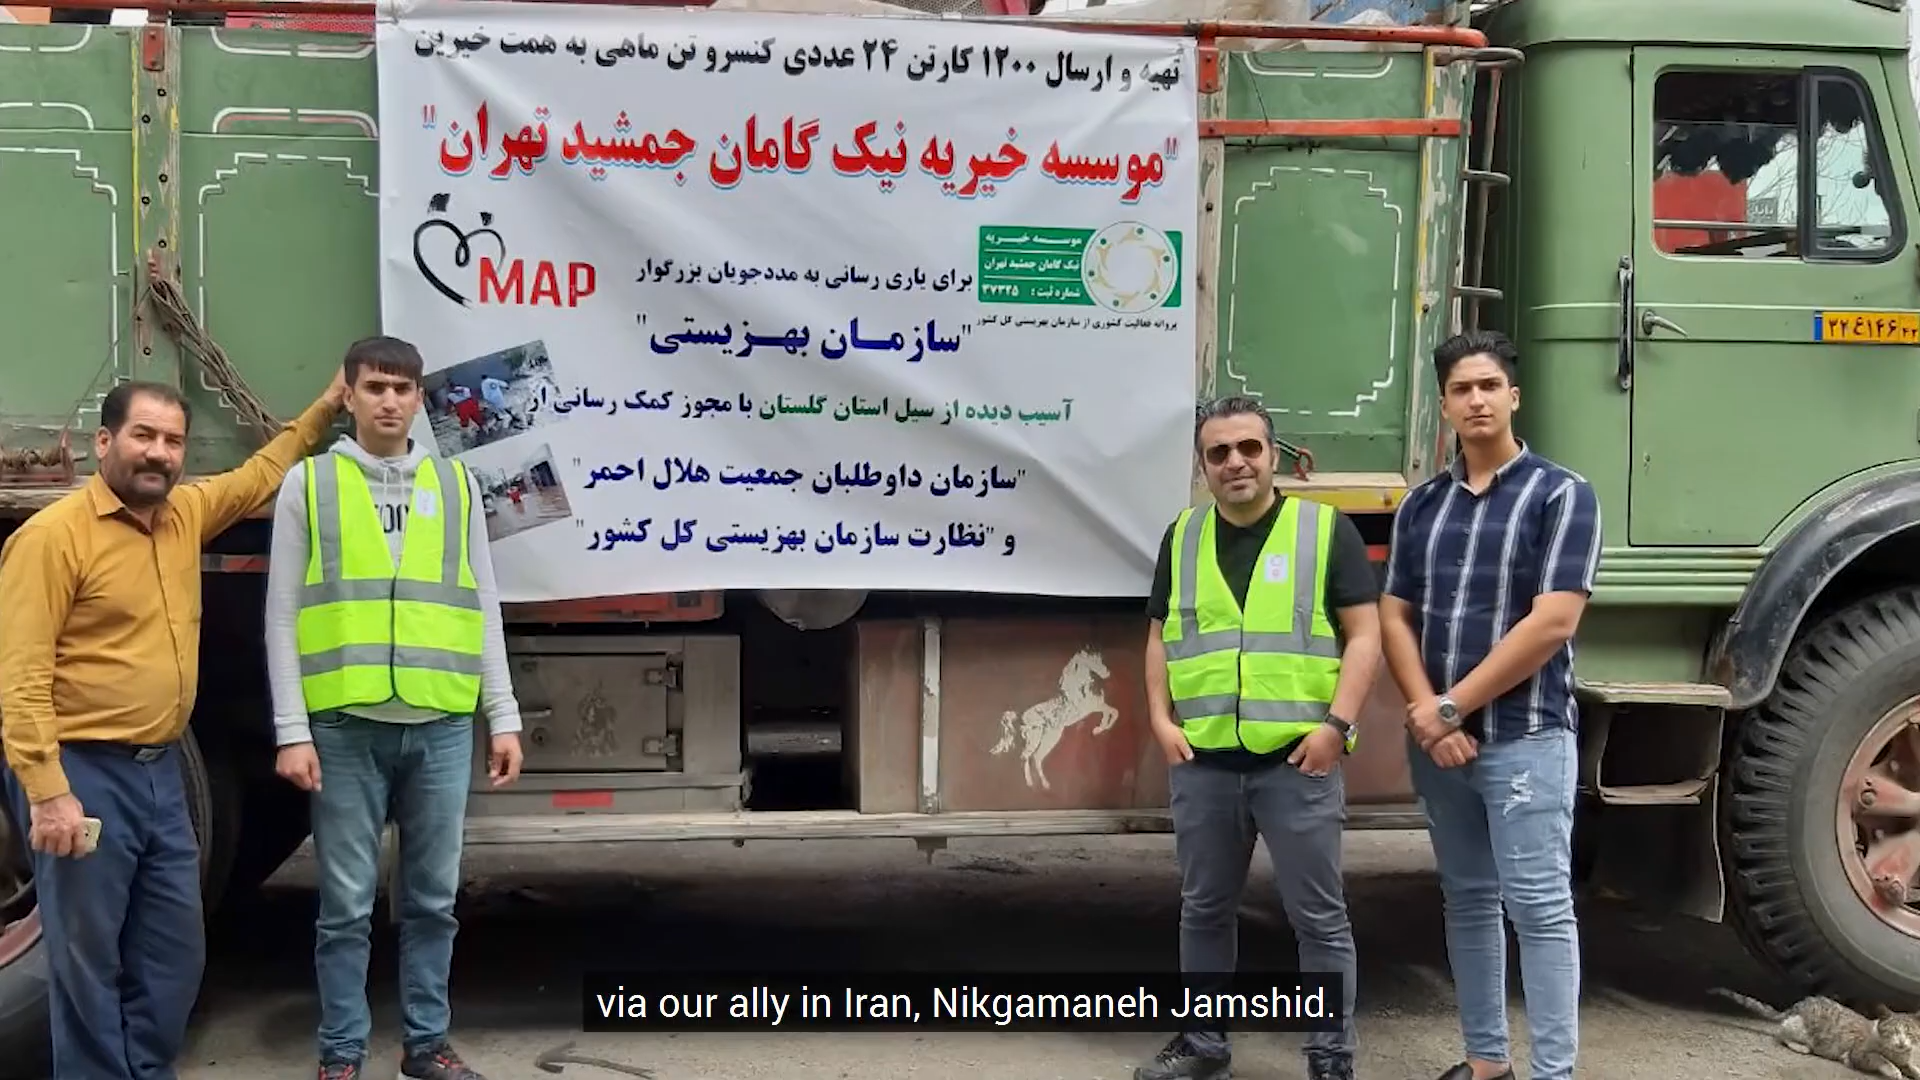 تهیه و ارسال ۱۲۰۰ کارتن ۲۴ عددی کنسرو تن ماهی به همت خیرین
"موسسه خیریه نیک گامان جمشید تهران"
MAP
موسسه خیریه
نیک گامان جمشید تهران
شماره ثبت : ۳۷۳۳۵
پروانه فعالیت کشوری از سازمان بهزیستی کل کشور
برای یاری رسانی به مددجویان بزرگوار
"سازمان بهزیستی"
آسیب دیده از سیل استان گلستان با مجوز کمک رسانی از
"سازمان داوطلبان جمعیت هلال احمر"
و "نظارت سازمان بهزیستی کل کشور"
۳۲ع۱۴۶ ۴۲
via our ally in Iran, Nikgamaneh Jamshid.